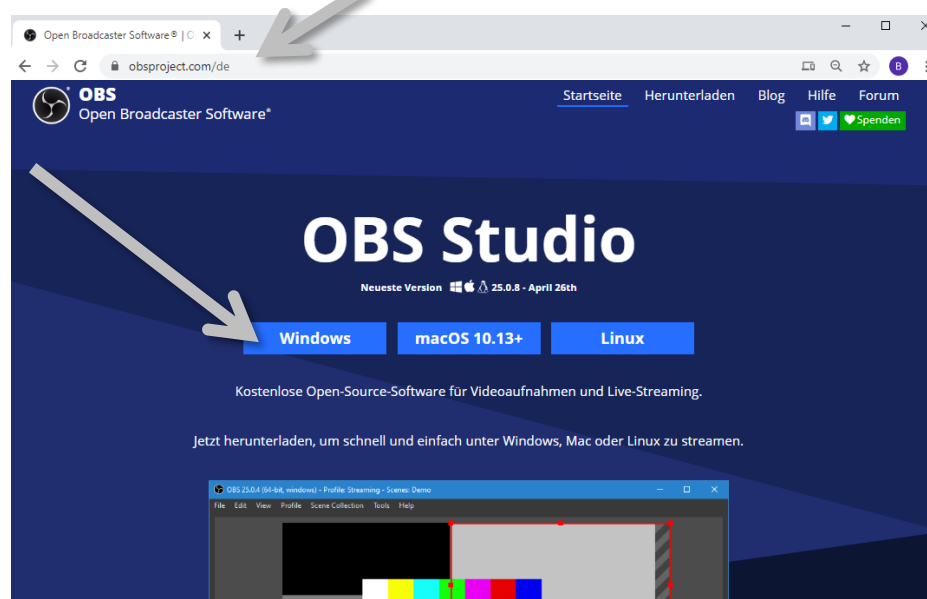 Open Broadcaster Software® | O
obsproject.com/de
B
OBS
Open Broadcaster Software®
Startseite Herunterladen Blog Hilfe Forum
Spenden
OBS Studio
Neueste Version 25.0.8 - April 26th
Windows macOS 10.13+ Linux
Kostenlose Open-Source-Software für Videoaufnahmen und Live-Streaming.
Jetzt herunterladen, um schnell und einfach unter Windows, Mac oder Linux zu streamen.
OBS 25.0.4 (64-bit, windows) - Profile: Streaming - Scenes: Demo
File Edit View Profile Scene Collection Tools Help